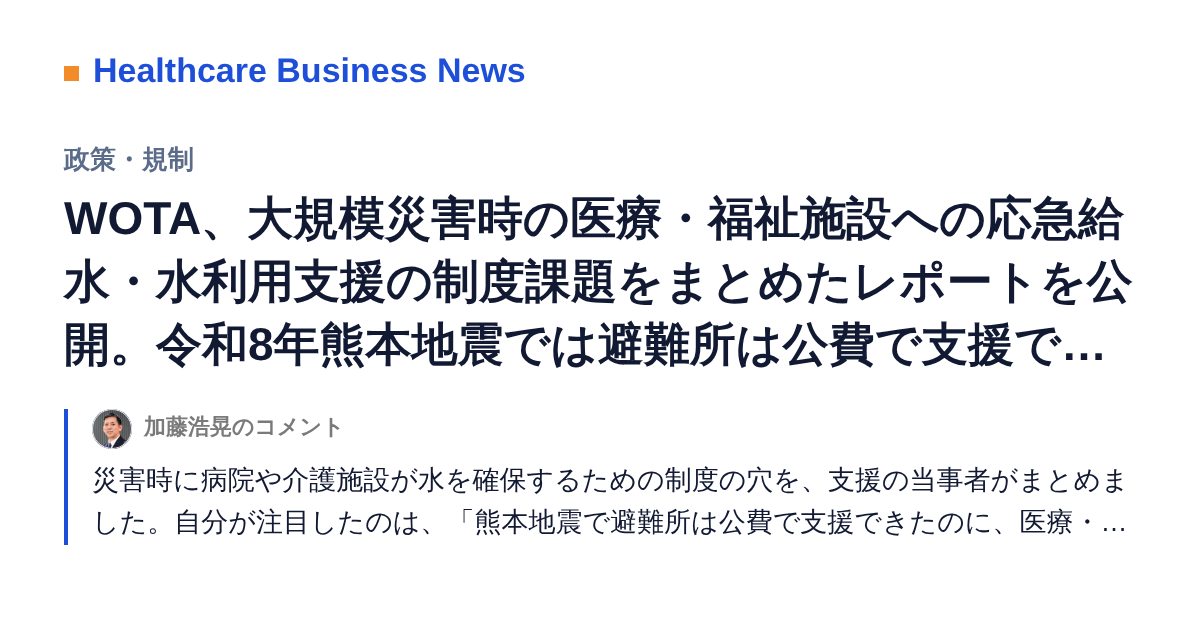 Healthcare Business News
政策・規制
WOTA、大規模災害時の医療・福祉施設への応急給
水・水利用支援の制度課題をまとめたレポートを公
開。令和8年熊本地震では避難所は公費で支援で…
加藤浩晃のコメント
災害時に病院や介護施設が水を確保するための制度の穴を、支援の当事者がまとめま
した。自分が注目したのは、「熊本地震で避難所は公費で支援できたのに、医療・…